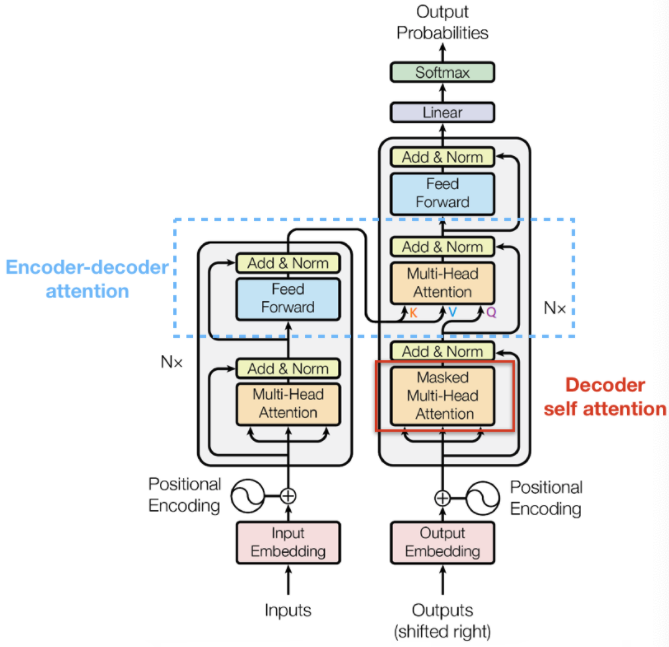 Output
Probabilities
Softmax
Linear
Add & Norm
Feed
Forward
Add & Norm
Multi-Head
Attention
K
V
Q
N×
Add & Norm
Masked
Multi-Head
Attention
Decoder
self attention
Encoder-decoder
attention
Add & Norm
Feed
Forward
N×
Add & Norm
Multi-Head
Attention
Positional
Encoding
Positional
Encoding
Input
Embedding
Output
Embedding
Inputs
Outputs
(shifted right)